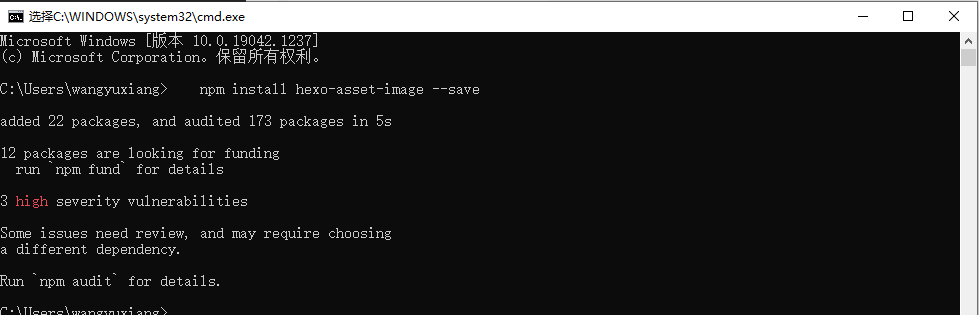 选择C:\WINDOWS\system32\cmd.exe
Microsoft Windows [版本 10.0.19042.1237]
(c) Microsoft Corporation。保留所有权利。
C:\Users\wangyuxiang>    npm install hexo-asset-image --save
added 22 packages, and audited 173 packages in 5s
12 packages are looking for funding
  run `npm fund` for details
3 high severity vulnerabilities
Some issues need review, and may require choosing
a different dependency.
Run `npm audit` for details.
C:\Users\wangyuxiang>